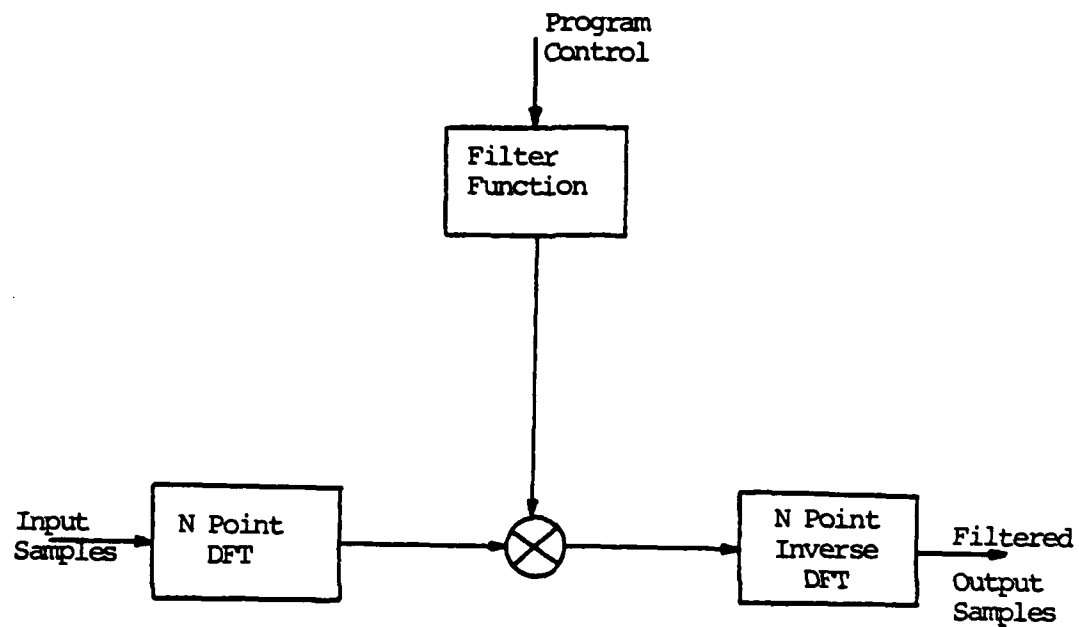 Program
Control
Filter
Function
Input
Samples
N Point
DFT
N Point
Inverse
DFT
Filtered
Output
Samples